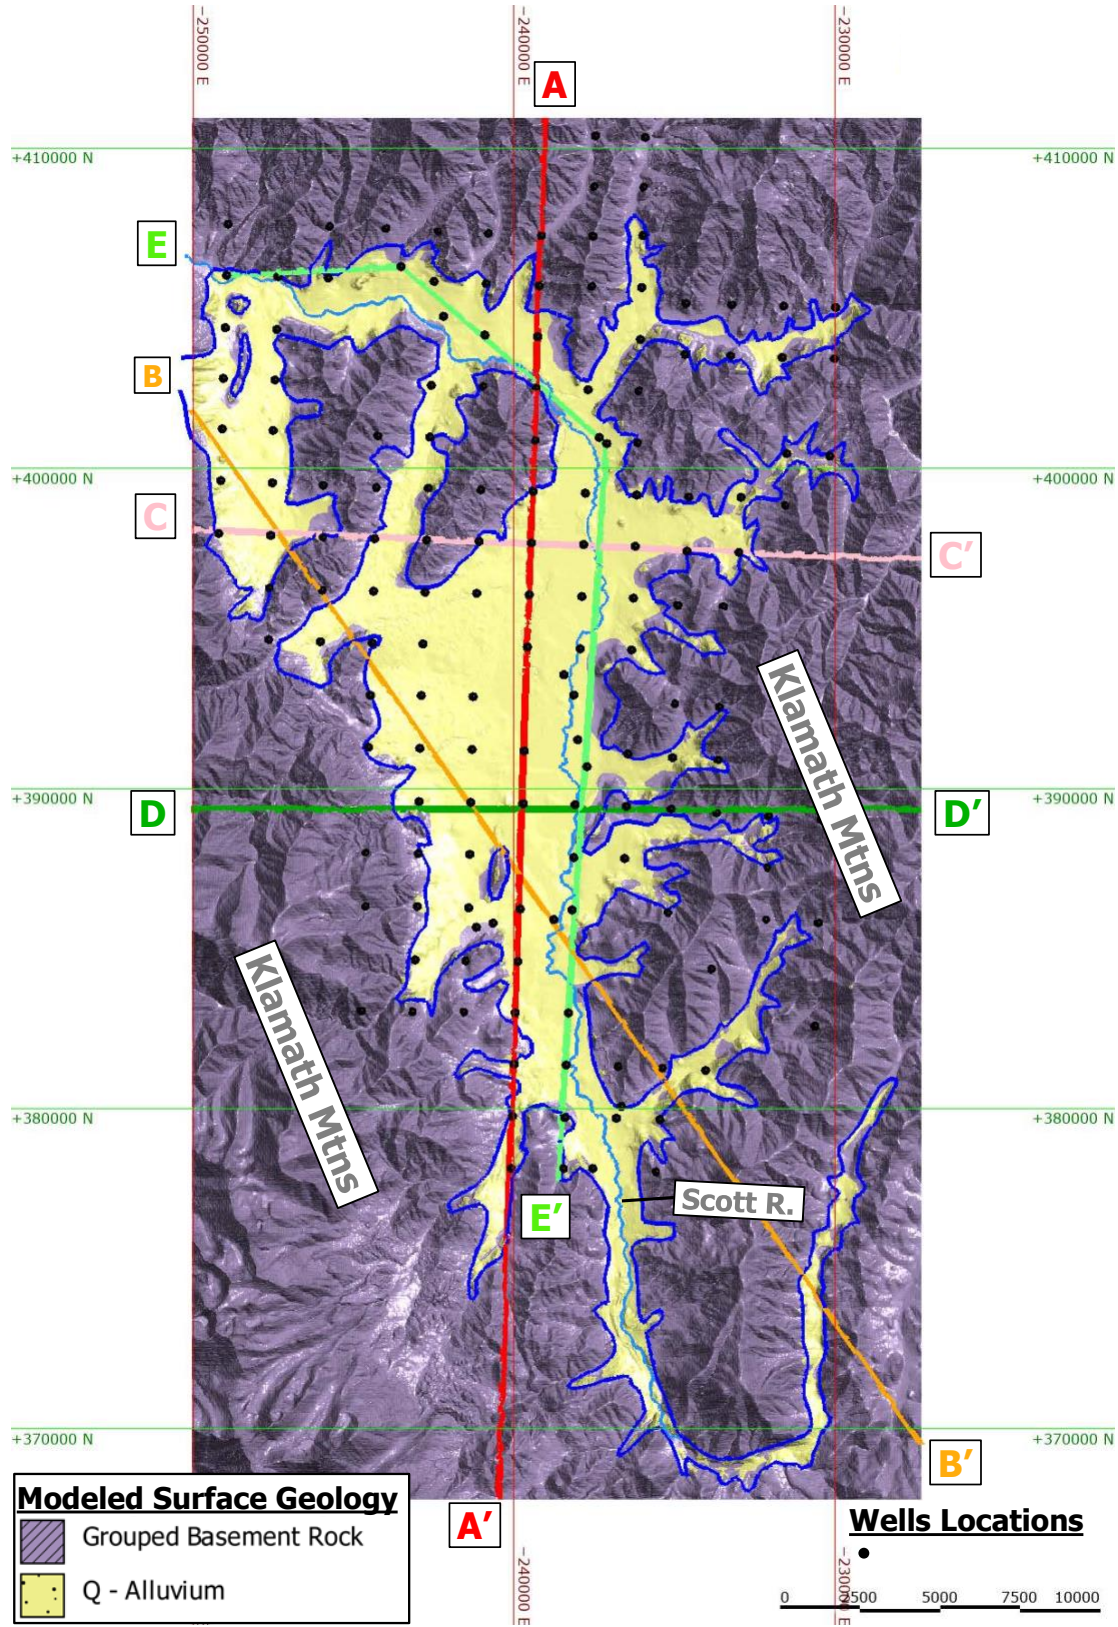 -250000 E
-240000 E
-230000 E
A
+410000 N
+410000 N
E
B
+400000 N
+400000 N
C
C′
Klamath Mtns
+390000 N
+390000 N
D
D′
Klamath Mtns
+380000 N
+380000 N
Scott R.
E′
+370000 N
+370000 N
B′
Modeled Surface Geology
Grouped Basement Rock
Q - Alluvium
A′
Wells Locations
-240000 E
-230000 E
0 2500 5000 7500 10000